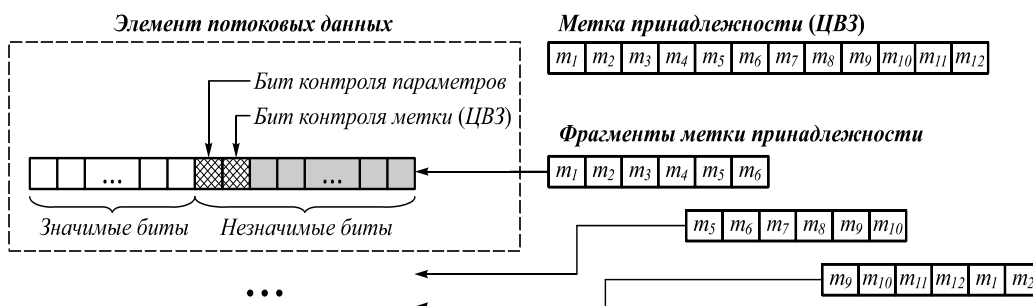 Элемент потоковых данных
Метка принадлежности (ЦВЗ)
m1 m2 m3 m4 m5 m6 m7 m8 m9 m10 m11 m12
Бит контроля параметров
Бит контроля метки (ЦВЗ)
Фрагменты метки принадлежности
... ...
m1 m2 m3 m4 m5 m6
Значимые биты Незначимые биты
m5 m6 m7 m8 m9 m10
m9 m10 m11 m12 m1 m2
...